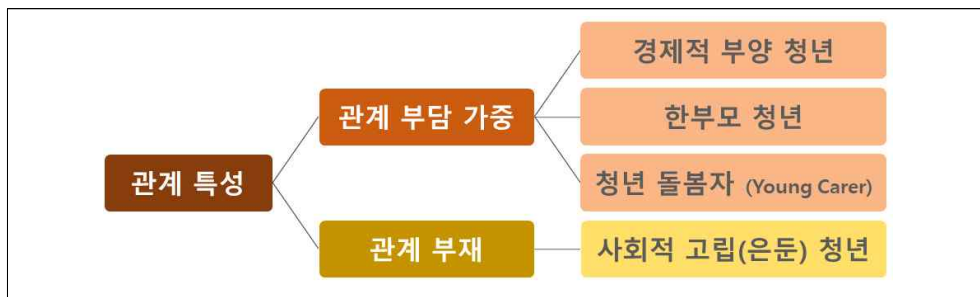 관계 특성
관계 부담 가중
경제적 부양 청년
한부모 청년
청년 돌봄자 (Young Carer)
관계 부재
사회적 고립(은둔) 청년